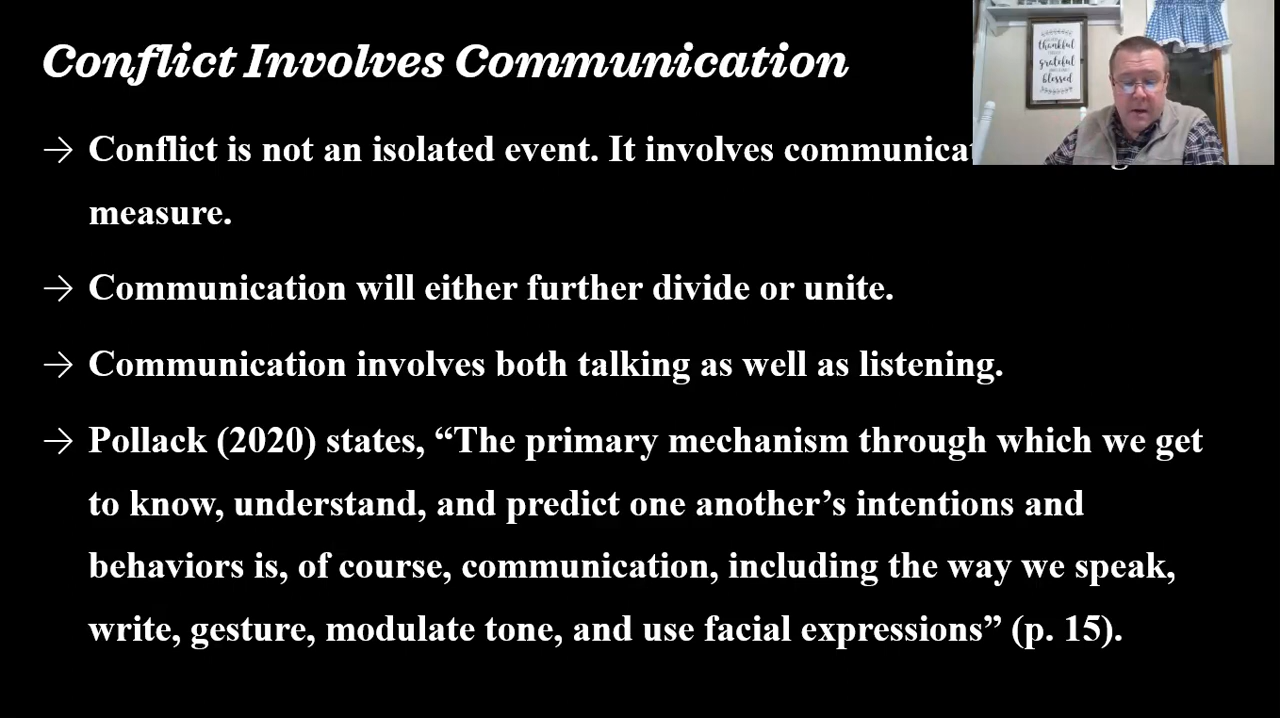 Conflict Involves Communication
→ Conflict is not an isolated event. It involves
measure.
→ Communication will either further divide or unite.
→ Communication involves both talking as well as listening.
→ Pollack (2020) states, “The primary mechanism through which we get
to know, understand, and predict one another’s intentions and
behaviors is, of course, communication, including the way we speak,
write, gesture, modulate tone, and use facial expressions” (p. 15).
thankful
grateful
blessed